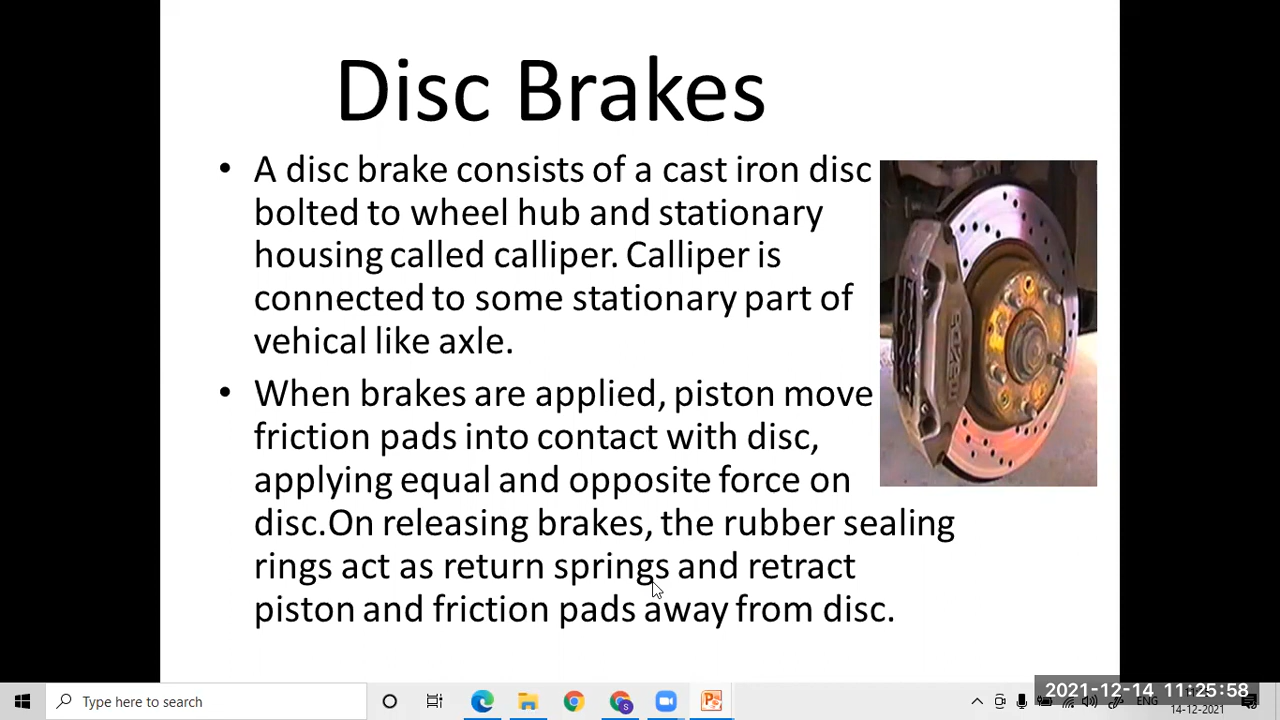 Disc Brakes
• A disc brake consists of a cast iron disc
bolted to wheel hub and stationary
housing called calliper. Calliper is
connected to some stationary part of
vehical like axle.
• When brakes are applied, piston move
friction pads into contact with disc,
applying equal and opposite force on
disc.On releasing brakes, the rubber sealing
rings act as return springs and retract
piston and friction pads away from disc.
Type here to search
2021-12-14 11:25:58
ENG
14-12-2021